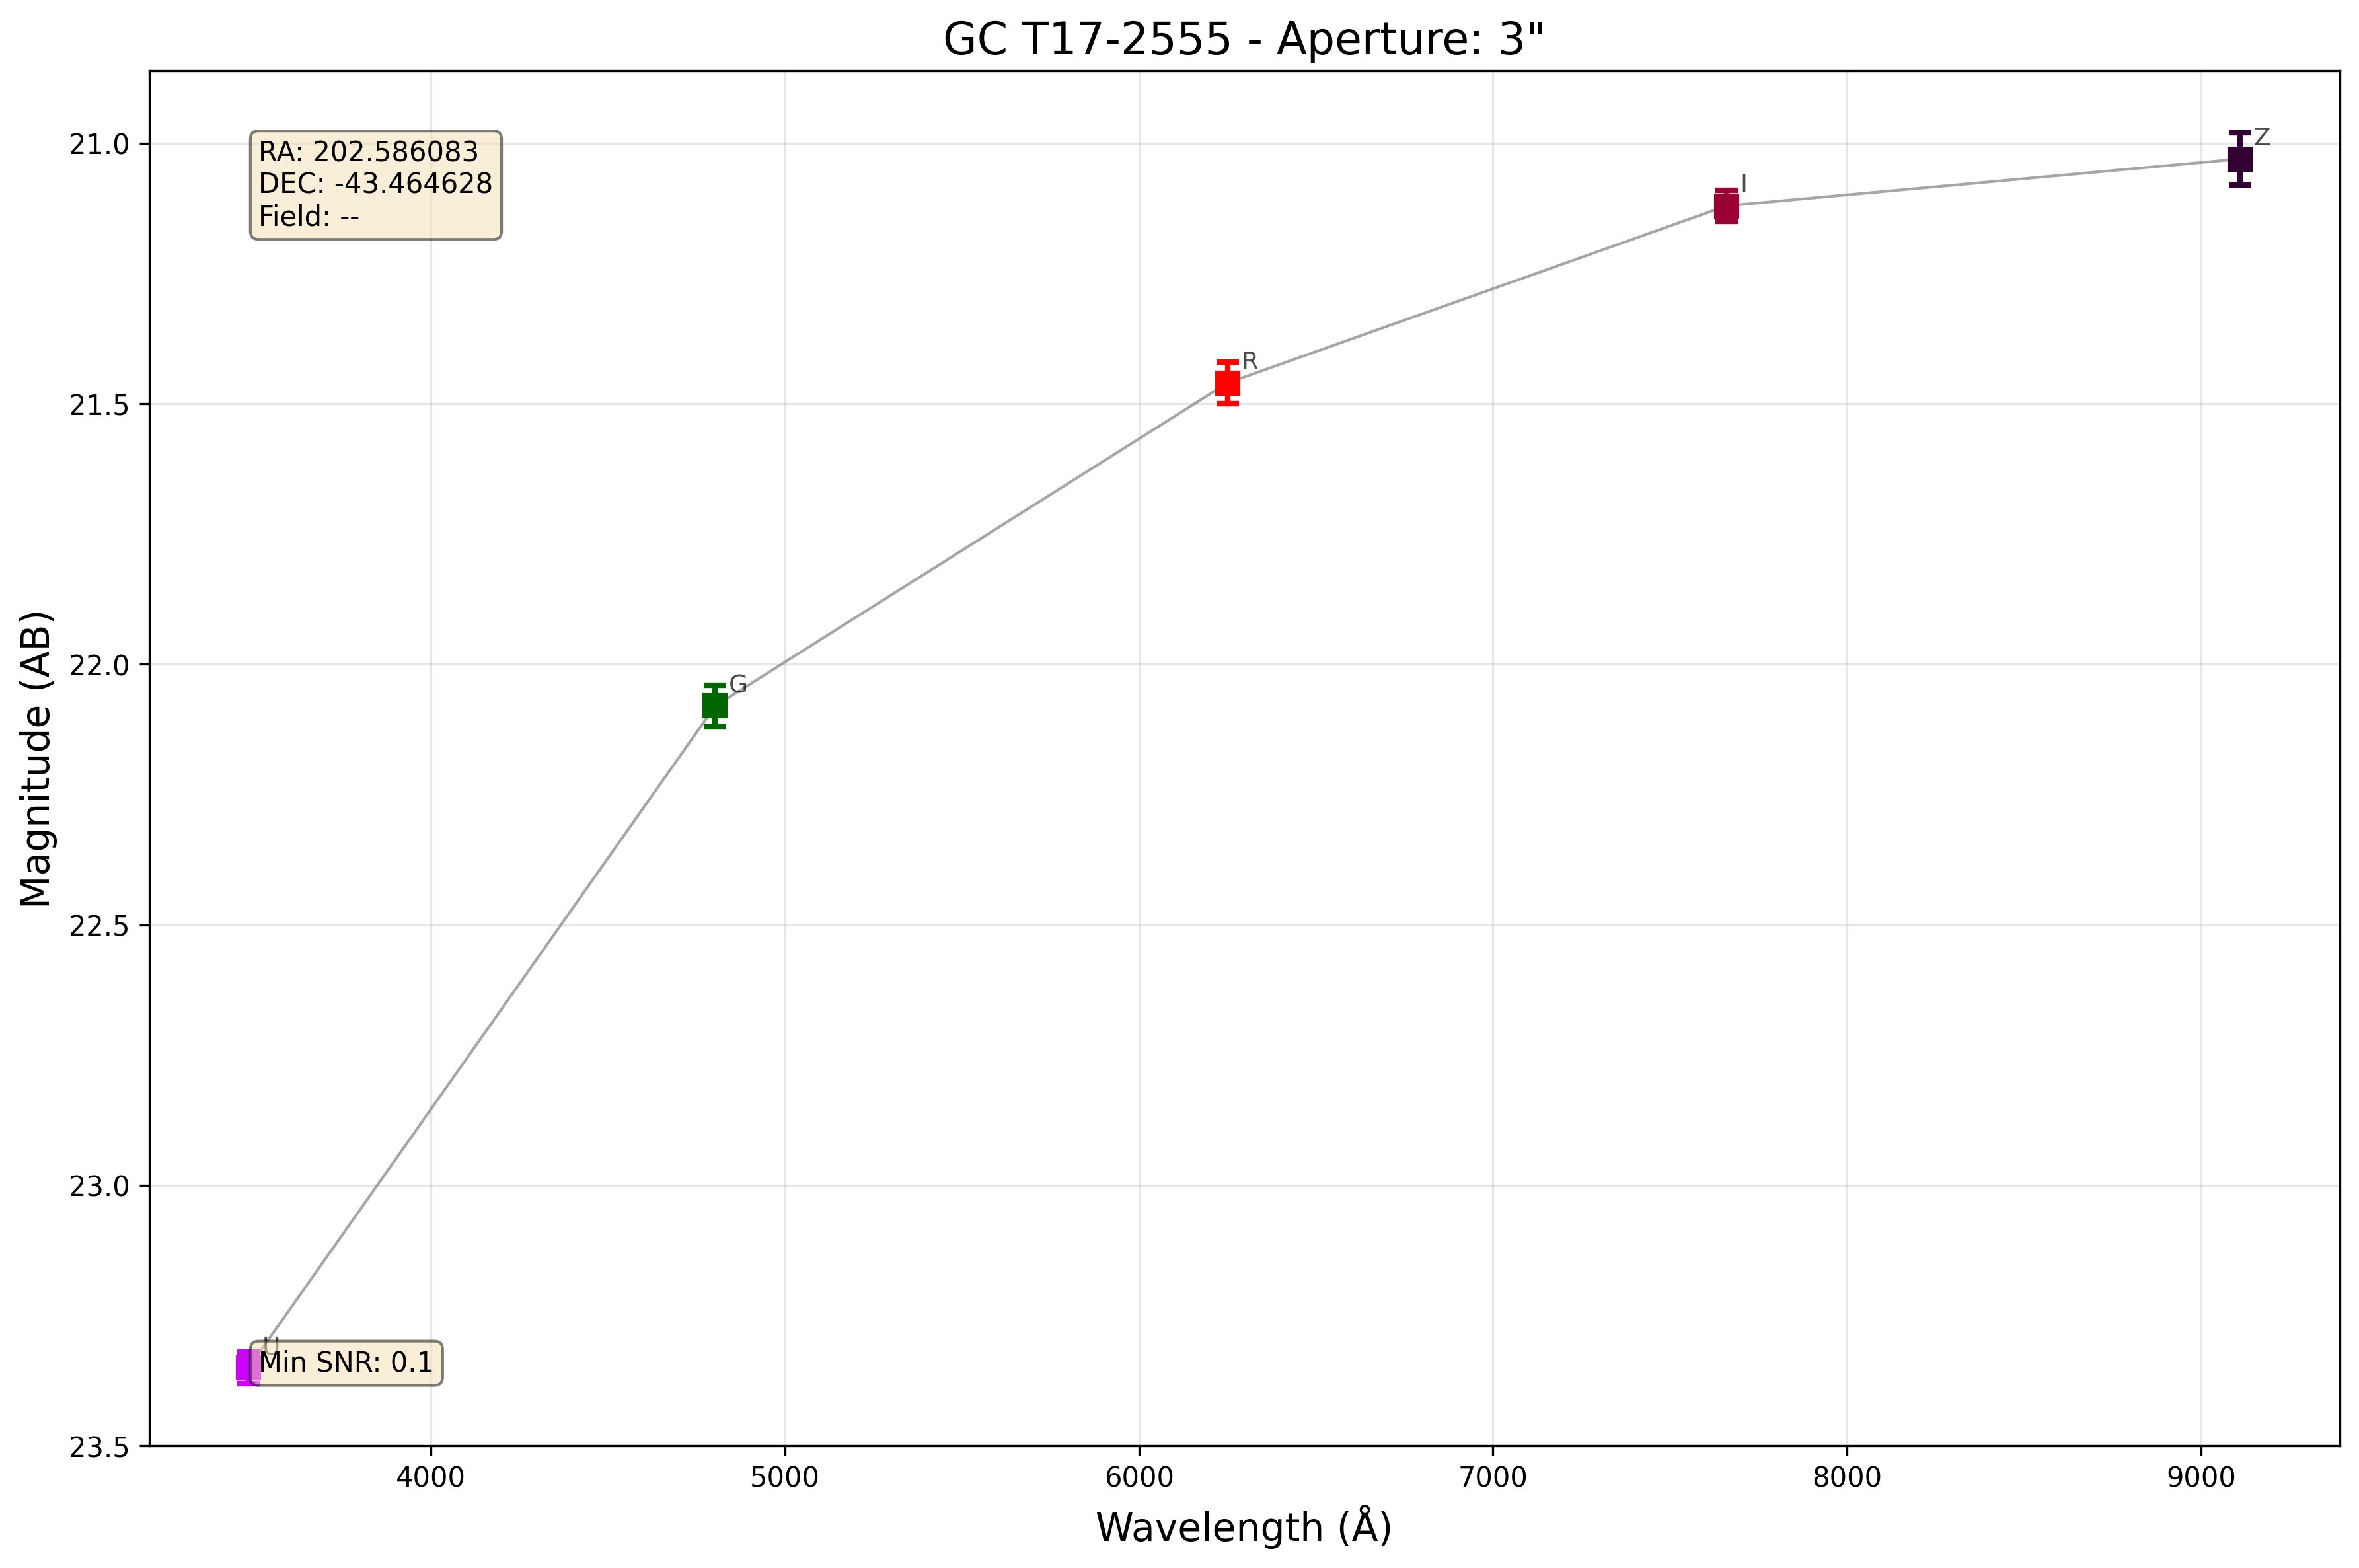 GC T17-2555 - Aperture: 3"
RA: 202.586083
DEC: -43.464628
Field: --
Z
I
R
G
U
Min SNR: 0.1
Magnitude (AB)
21.0
21.5
22.0
22.5
23.0
23.5
4000
5000
6000
7000
8000
9000
Wavelength (Å)